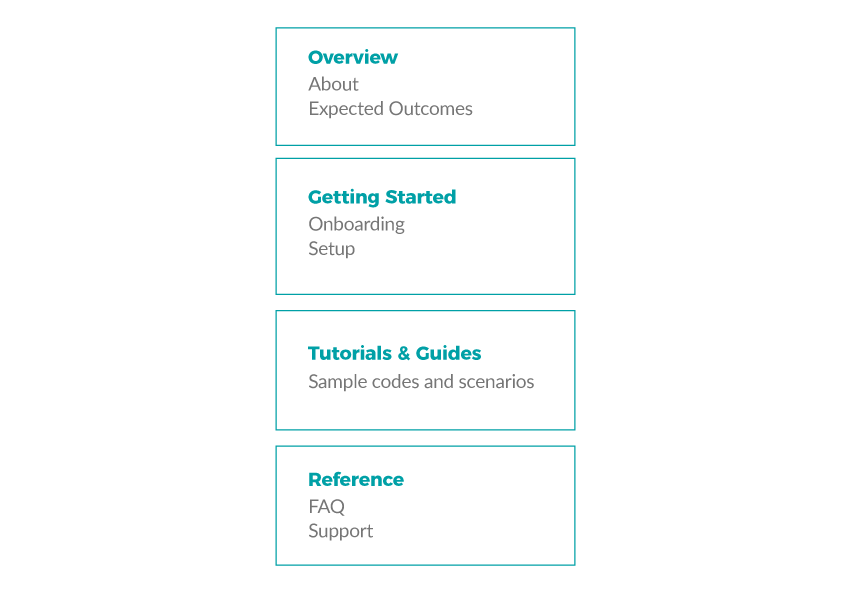 Overview
About
Expected Outcomes
Getting Started
Onboarding
Setup
Tutorials & Guides
Sample codes and scenarios
Reference
FAQ
Support